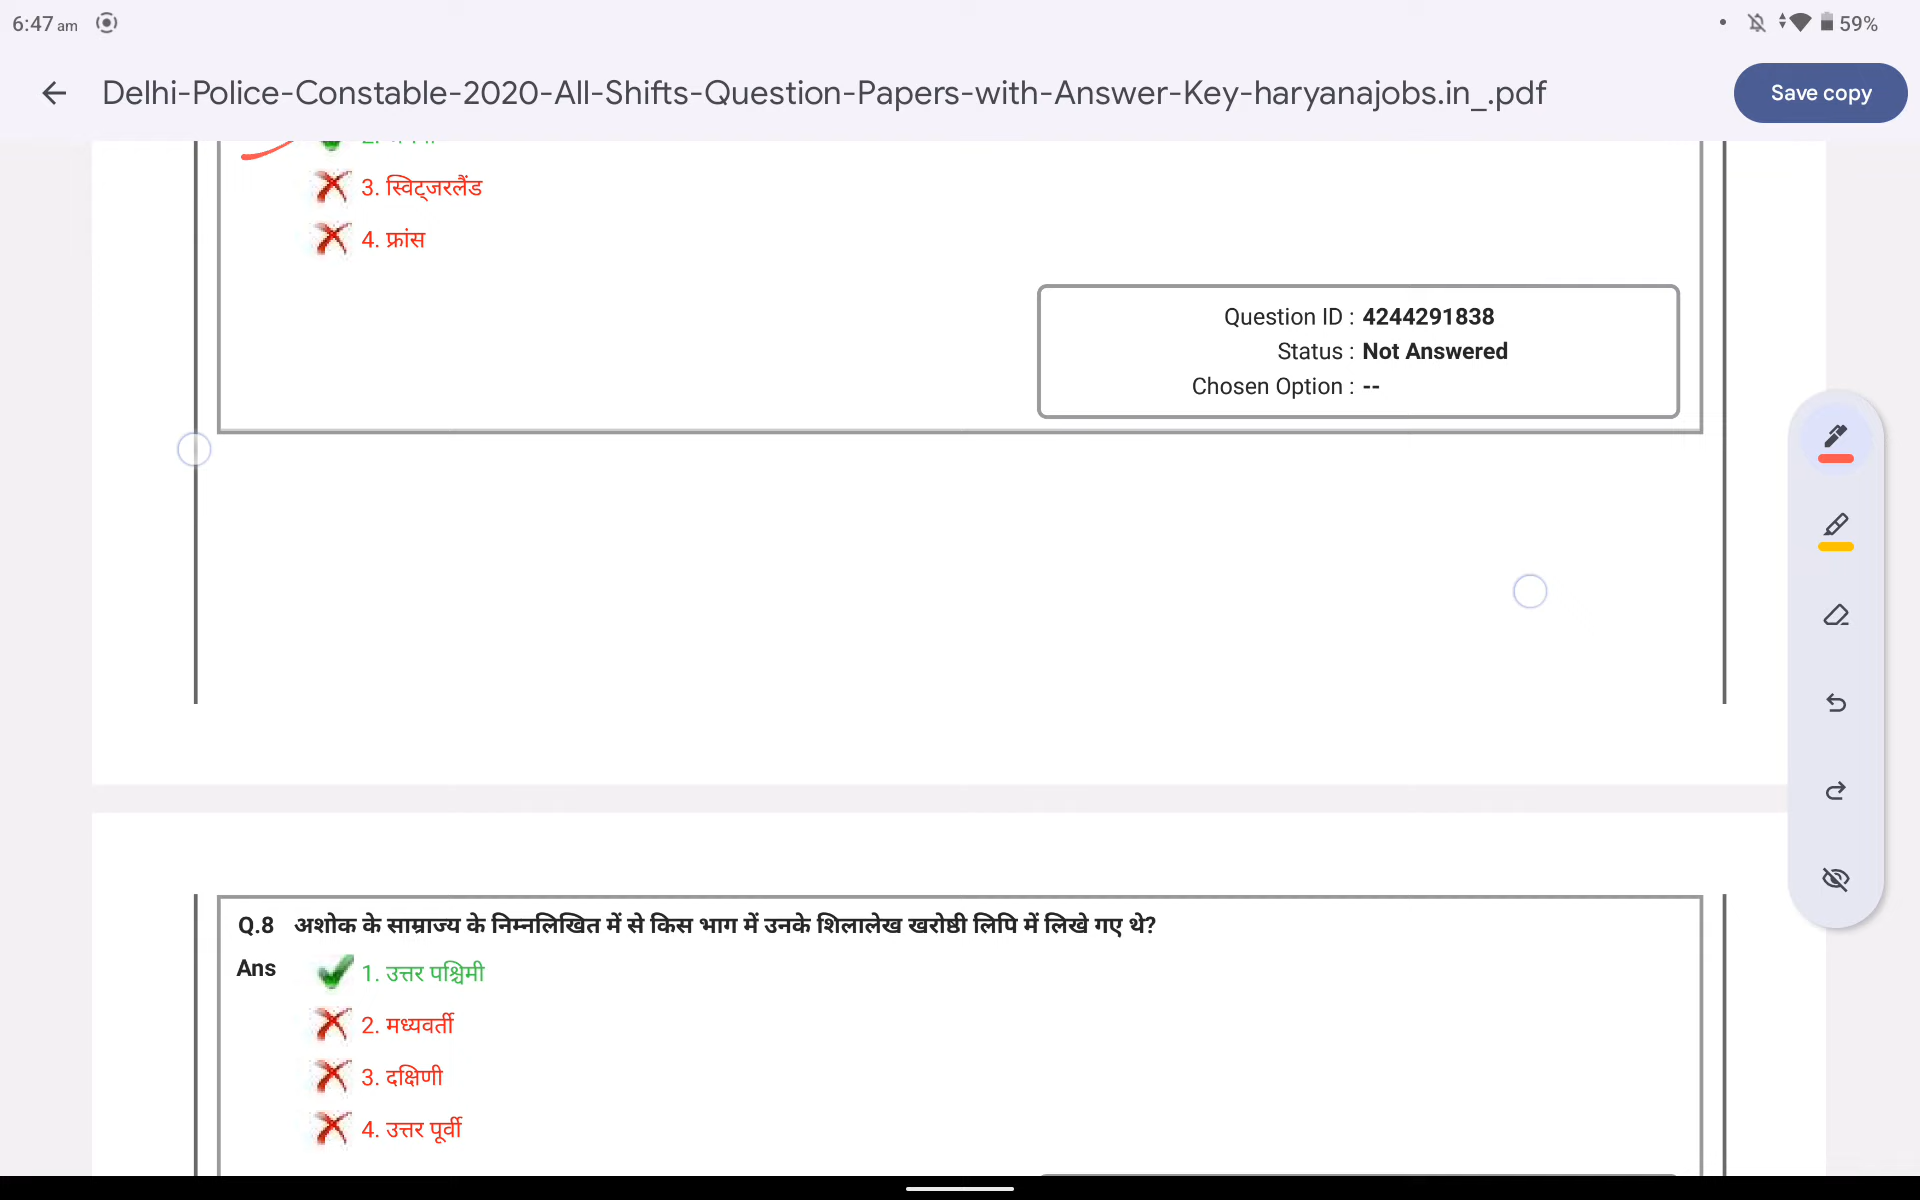 6:47 am
59%
Delhi-Police-Constable-2020-All-Shifts-Question-Papers-with-Answer-Key-haryanajobs.in_.pdf
Save copy
3. स्विट्जरलैंड
4. फ्रांस
Question ID : 4244291838
Status : Not Answered
Chosen Option : --
Q.8 अशोक के साम्राज्य के निम्नलिखित में से किस भाग में उनके शिलालेख खरोष्ठी लिपि में लिखे गए थे?
Ans 1. उत्तर पश्चिमी
2. मध्यवर्ती
3. दक्षिणी
4. उत्तर पूर्वी